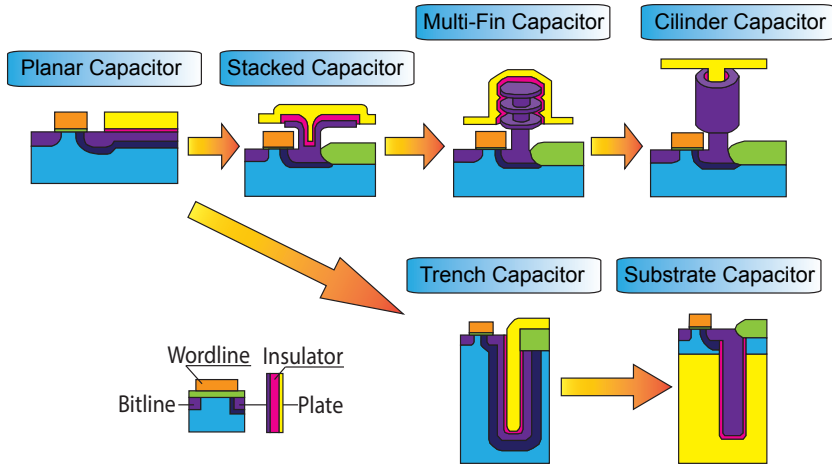 Multi-Fin Capacitor
Cilinder Capacitor
Planar Capacitor
Stacked Capacitor
Trench Capacitor
Substrate Capacitor
Wordline
Insulator
Bitline
Plate